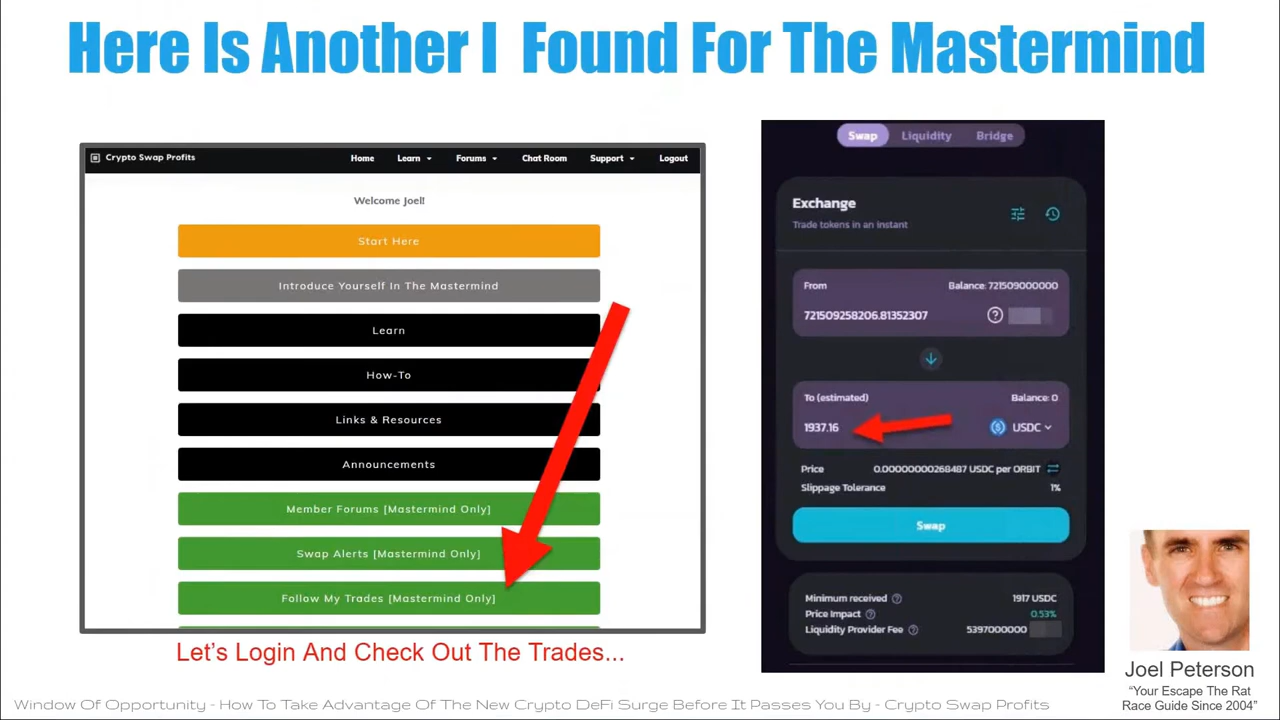 Here Is Another I Found For The Mastermind
Crypto Swap Profits
Home Learn Forums Chat Room Support Logout
Welcome Joel!
Start Here
Introduce Yourself In The Mastermind
Learn
How-To
Links & Resources
Announcements
Member Forums [Mastermind Only]
Swap Alerts [Mastermind Only]
Follow My Trades [Mastermind Only]
Let's Login And Check Out The Trades...
Swap Liquidity Bridge
Exchange
Trade tokens in an instant
From Balance: 721509000000
721509258206.81352307
To (estimated) Balance: 0
1937.16 USDC
Price 0.00000000268487 USDC per ORBIT
Slippage Tolerance 1%
Swap
Minimum received 1917 USDC
Price Impact 0.53%
Liquidity Provider Fee 5397000000
Joel Peterson
“Your Escape The Rat
Race Guide Since 2004”
Window Of Opportunity - How To Take Advantage Of The New Crypto DeFi Surge Before It Passes You By - Crypto Swap Profits